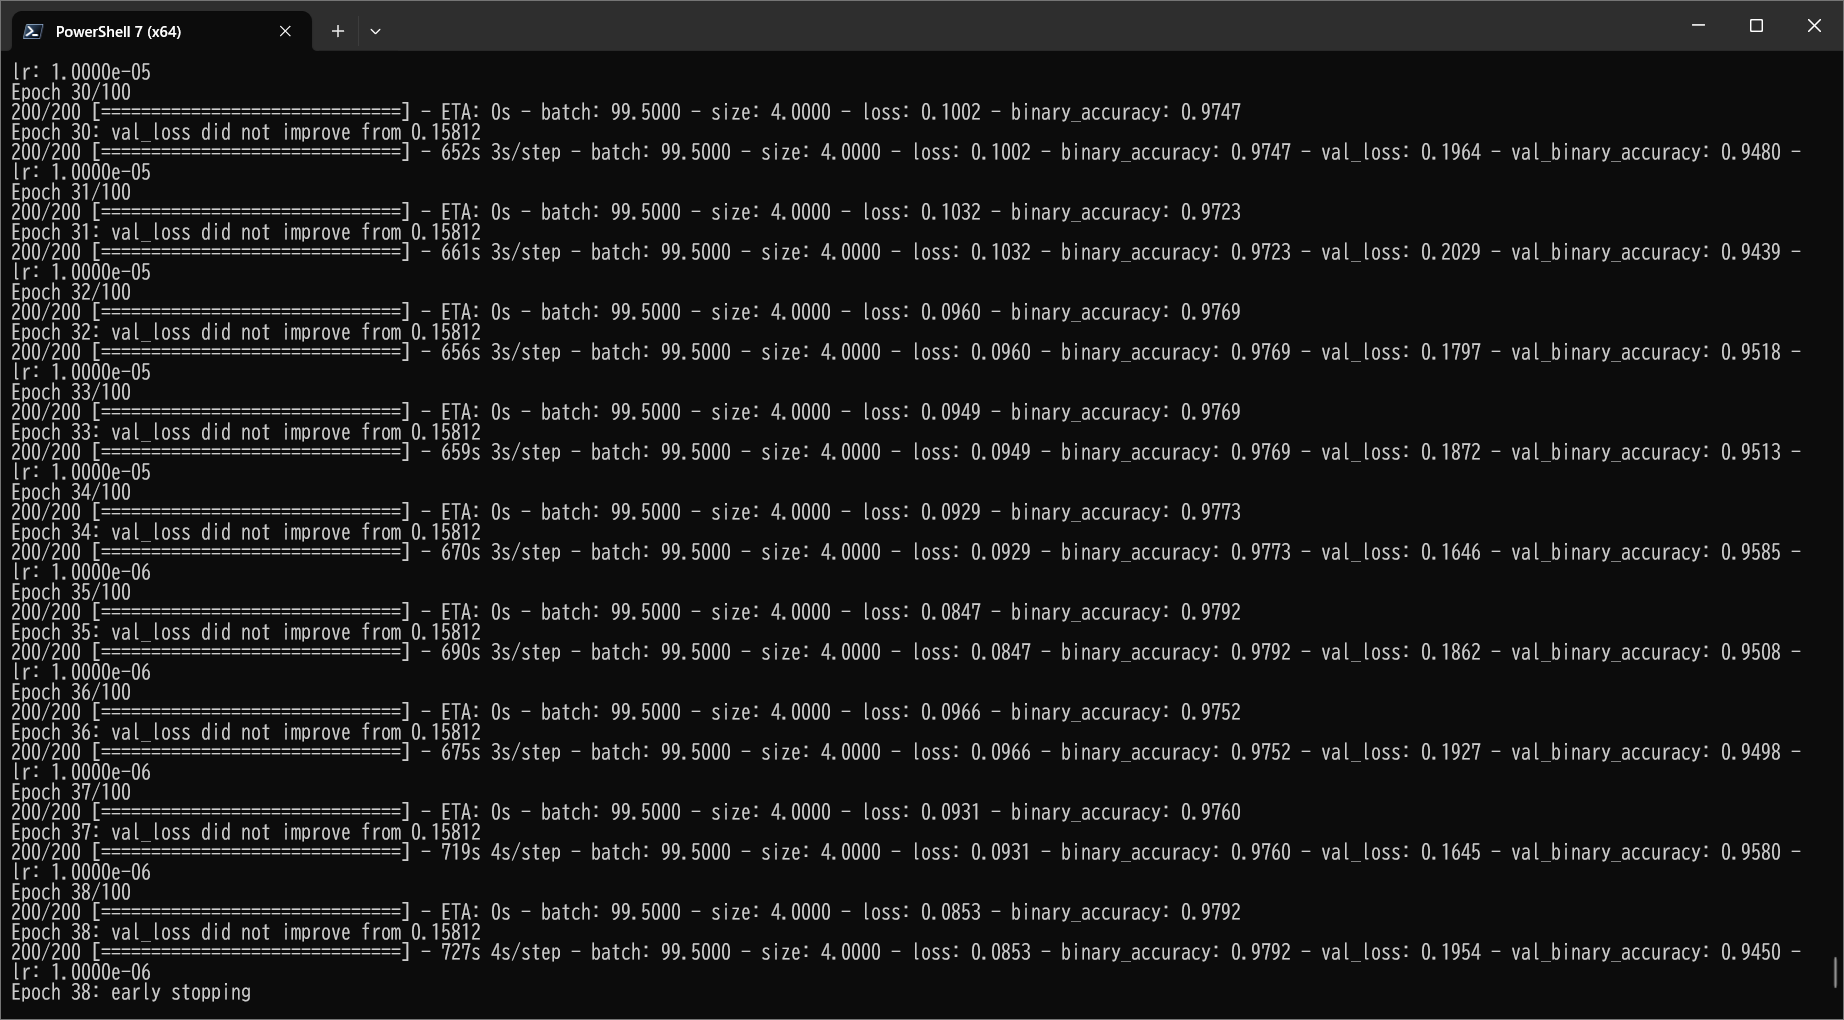 PowerShell 7 (x64)
lr: 1.0000e-05
Epoch 30/100
200/200 [==============================] - ETA: 0s - batch: 99.5000 - size: 4.0000 - loss: 0.1002 - binary_accuracy: 0.9747
Epoch 30: val_loss did not improve from 0.15812
200/200 [==============================] - 652s 3s/step - batch: 99.5000 - size: 4.0000 - loss: 0.1002 - binary_accuracy: 0.9747 - val_loss: 0.1964 - val_binary_accuracy: 0.9480 -
lr: 1.0000e-05
Epoch 31/100
200/200 [==============================] - ETA: 0s - batch: 99.5000 - size: 4.0000 - loss: 0.1032 - binary_accuracy: 0.9723
Epoch 31: val_loss did not improve from 0.15812
200/200 [==============================] - 661s 3s/step - batch: 99.5000 - size: 4.0000 - loss: 0.1032 - binary_accuracy: 0.9723 - val_loss: 0.2029 - val_binary_accuracy: 0.9439 -
lr: 1.0000e-05
Epoch 32/100
200/200 [==============================] - ETA: 0s - batch: 99.5000 - size: 4.0000 - loss: 0.0960 - binary_accuracy: 0.9769
Epoch 32: val_loss did not improve from 0.15812
200/200 [==============================] - 656s 3s/step - batch: 99.5000 - size: 4.0000 - loss: 0.0960 - binary_accuracy: 0.9769 - val_loss: 0.1797 - val_binary_accuracy: 0.9518 -
lr: 1.0000e-05
Epoch 33/100
200/200 [==============================] - ETA: 0s - batch: 99.5000 - size: 4.0000 - loss: 0.0949 - binary_accuracy: 0.9769
Epoch 33: val_loss did not improve from 0.15812
200/200 [==============================] - 659s 3s/step - batch: 99.5000 - size: 4.0000 - loss: 0.0949 - binary_accuracy: 0.9769 - val_loss: 0.1872 - val_binary_accuracy: 0.9513 -
lr: 1.0000e-05
Epoch 34/100
200/200 [==============================] - ETA: 0s - batch: 99.5000 - size: 4.0000 - loss: 0.0929 - binary_accuracy: 0.9773
Epoch 34: val_loss did not improve from 0.15812
200/200 [==============================] - 670s 3s/step - batch: 99.5000 - size: 4.0000 - loss: 0.0929 - binary_accuracy: 0.9773 - val_loss: 0.1646 - val_binary_accuracy: 0.9585 -
lr: 1.0000e-06
Epoch 35/100
200/200 [==============================] - ETA: 0s - batch: 99.5000 - size: 4.0000 - loss: 0.0847 - binary_accuracy: 0.9792
Epoch 35: val_loss did not improve from 0.15812
200/200 [==============================] - 690s 3s/step - batch: 99.5000 - size: 4.0000 - loss: 0.0847 - binary_accuracy: 0.9792 - val_loss: 0.1862 - val_binary_accuracy: 0.9508 -
lr: 1.0000e-06
Epoch 36/100
200/200 [==============================] - ETA: 0s - batch: 99.5000 - size: 4.0000 - loss: 0.0966 - binary_accuracy: 0.9752
Epoch 36: val_loss did not improve from 0.15812
200/200 [==============================] - 675s 3s/step - batch: 99.5000 - size: 4.0000 - loss: 0.0966 - binary_accuracy: 0.9752 - val_loss: 0.1927 - val_binary_accuracy: 0.9498 -
lr: 1.0000e-06
Epoch 37/100
200/200 [==============================] - ETA: 0s - batch: 99.5000 - size: 4.0000 - loss: 0.0931 - binary_accuracy: 0.9760
Epoch 37: val_loss did not improve from 0.15812
200/200 [==============================] - 719s 4s/step - batch: 99.5000 - size: 4.0000 - loss: 0.0931 - binary_accuracy: 0.9760 - val_loss: 0.1645 - val_binary_accuracy: 0.9580 -
lr: 1.0000e-06
Epoch 38/100
200/200 [==============================] - ETA: 0s - batch: 99.5000 - size: 4.0000 - loss: 0.0853 - binary_accuracy: 0.9792
Epoch 38: val_loss did not improve from 0.15812
200/200 [==============================] - 727s 4s/step - batch: 99.5000 - size: 4.0000 - loss: 0.0853 - binary_accuracy: 0.9792 - val_loss: 0.1954 - val_binary_accuracy: 0.9450 -
lr: 1.0000e-06
Epoch 38: early stopping